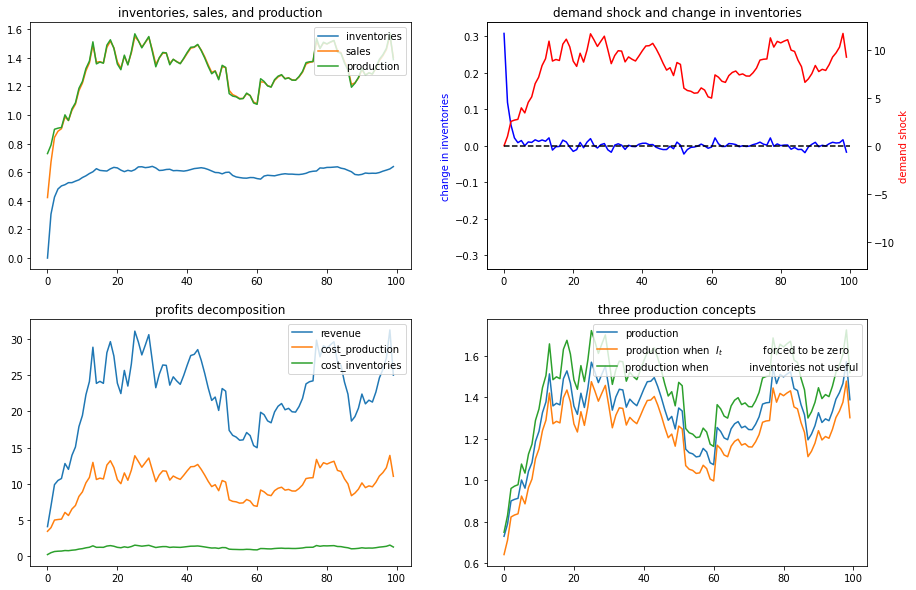 inventories, sales, and production
1.6
1.4
1.2
1.0
0.8
0.6
0.4
0.2
0.0
0 20 40 60 80 100
inventories
sales
production
demand shock and change in inventories
change in inventories
0.3
0.2
0.1
0.0
-0.1
-0.2
-0.3
0 20 40 60 80 100
10
5
0
-5
-10
demand shock
profits decomposition
30
25
20
15
10
5
0
0 20 40 60 80 100
revenue
cost_production
cost_inventories
three production concepts
1.6
1.4
1.2
1.0
0.8
0.6
0 20 40 60 80 100
production
production when I_t forced to be zero
production when inventories not useful